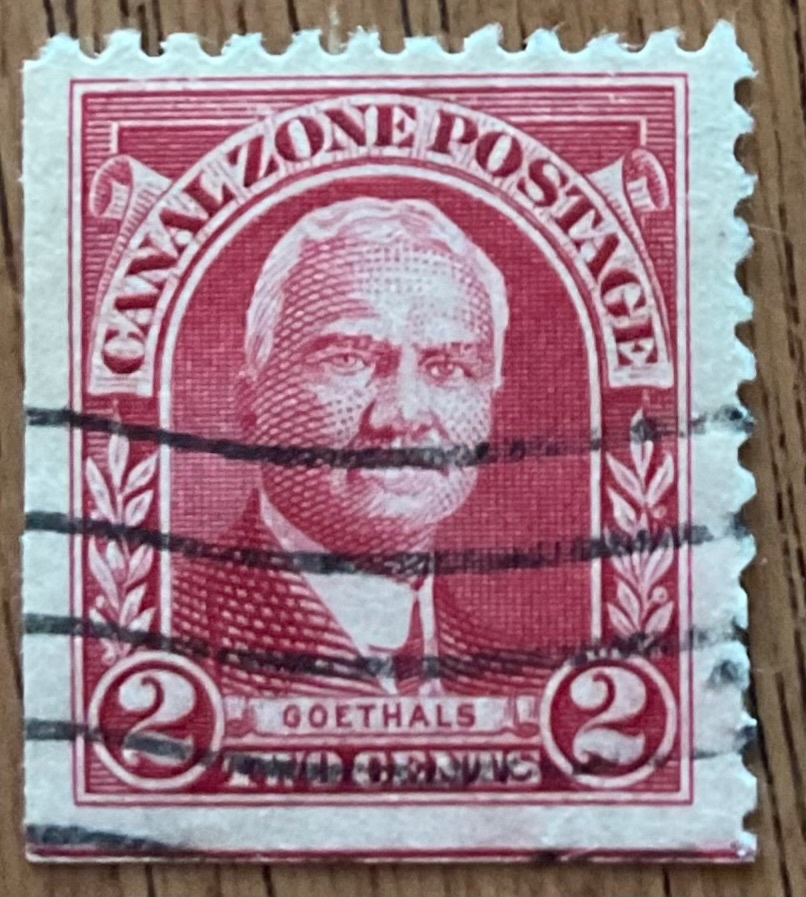 CANAL ZONE POSTAGE
GOETHALS
2 TWO CENTS 2